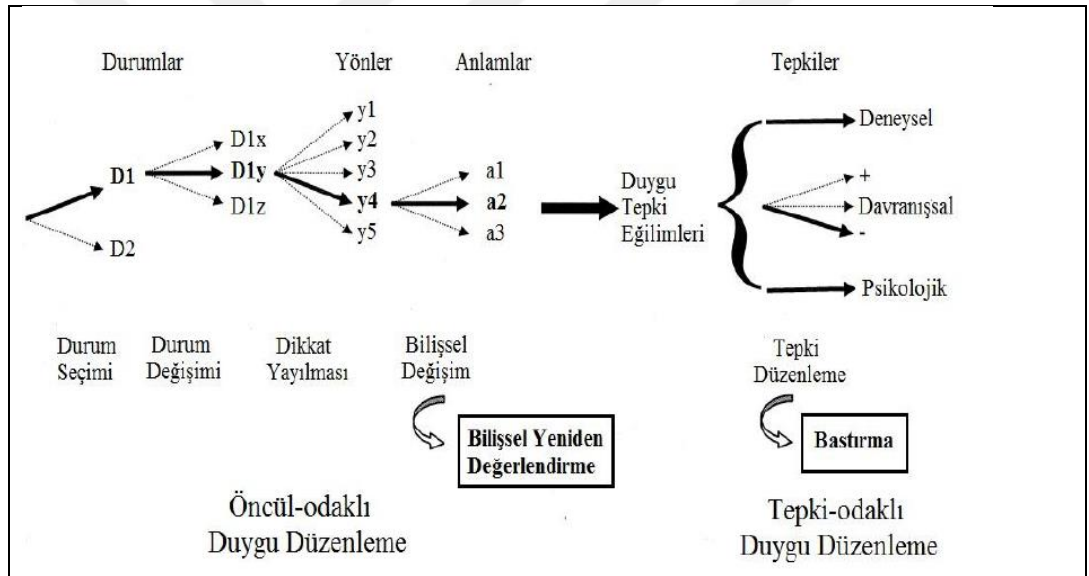 Durumlar
Yönler
Anlamlar
Tepkiler
D1
D2
D1x
D1y
D1z
y1
y2
y3
y4
y5
a1
a2
a3
Duygu
Tepki
Eğilimleri
Deneysel
+
Davranışsal
-
Psikolojik
Durum
Seçimi
Durum
Değişimi
Dikkat
Yayılması
Bilişsel
Değişim
Tepki
Düzenleme
Bilişsel Yeniden
Değerlendirme
Bastırma
Öncül-odaklı
Duygu Düzenleme
Tepki-odaklı
Duygu Düzenleme